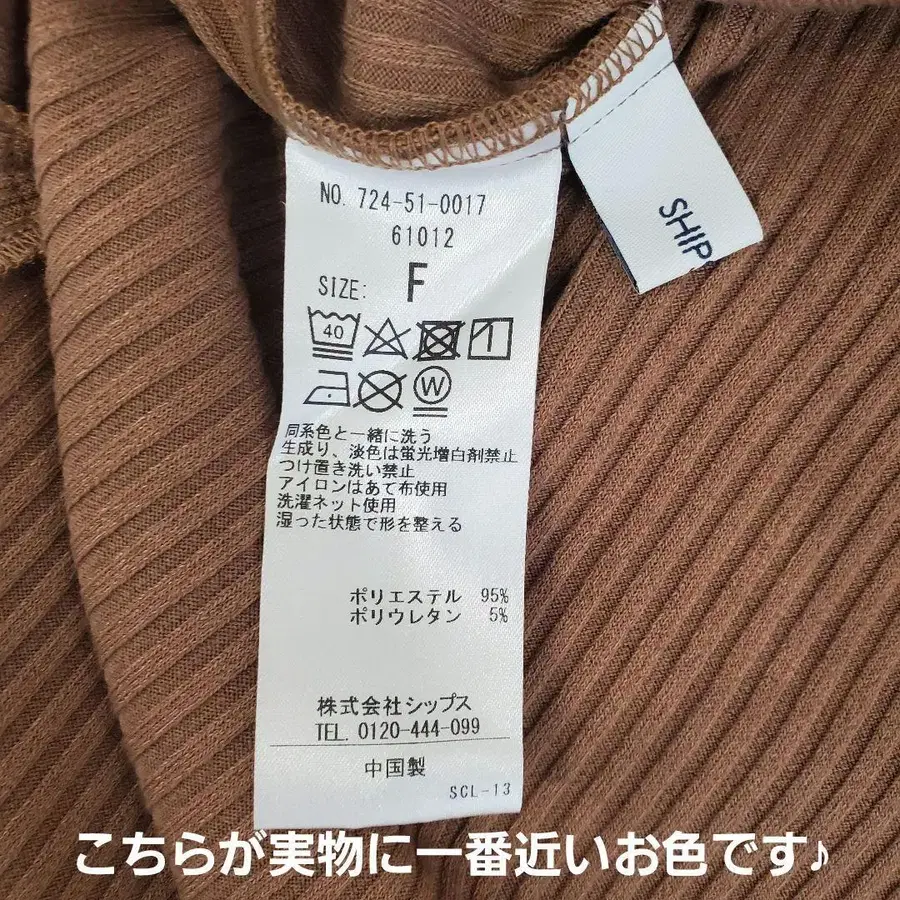 NO. 724-51-0017
61012
SIZE: F
40
W
同系色と一緒に洗う
生成り、淡色は蛍光増白剤禁止
つけ置き洗い禁止
アイロンはあて布使用
洗濯ネット使用
湿った状態で形を整える
ポリエステル 95%
ポリウレタン 5%
株式会社シップス
TEL. 0120-444-099
中国製
SCL-13
SHIPS
こちらが実物に一番近いお色です♪